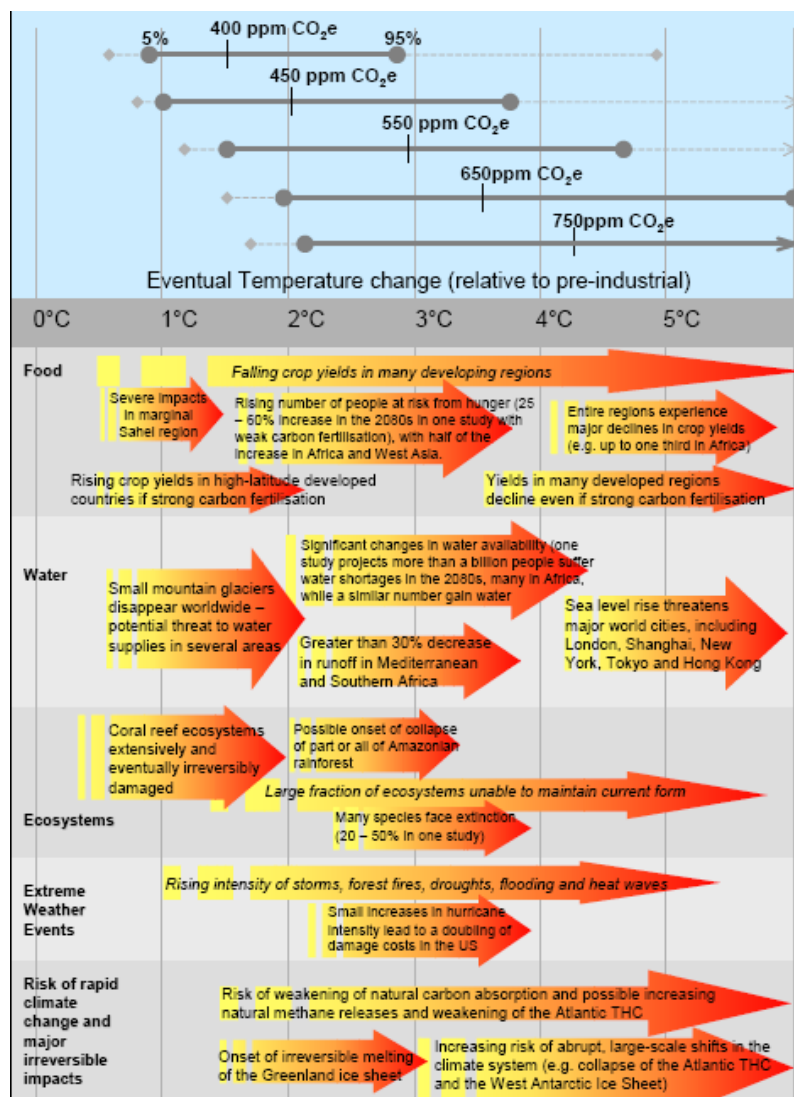 400 ppm CO₂e
5%
95%
450 ppm CO₂e
550 ppm CO₂e
650ppm CO₂e
750ppm CO₂e
Eventual Temperature change (relative to pre-industrial)
0°C 1°C 2°C 3°C 4°C 5°C
Food
Falling crop yields in many developing regions
Severe impacts
in marginal
Sahel region
Rising number of people at risk from hunger (25
– 60% increase in the 2080s in one study with
weak carbon fertilisation), with half of the
increase in Africa and West Asia.
Entire regions experience
major declines in crop yields
(e.g. up to one third in Africa)
Rising crop yields in high-latitude developed
countries if strong carbon fertilisation
Yields in many developed regions
decline even if strong carbon fertilisation
Water
Small mountain glaciers
disappear worldwide –
potential threat to water
supplies in several areas
Significant changes in water availability (one
study projects more than a billion people suffer
water shortages in the 2080s, many in Africa,
while a similar number gain water
Greater than 30% decrease
in runoff in Mediterranean
and Southern Africa
Sea level rise threatens
major world cities, including
London, Shanghai, New
York, Tokyo and Hong Kong
Ecosystems
Coral reef ecosystems
extensively and
eventually irreversibly
damaged
Possible onset of collapse
of part or all of Amazonian
rainforest
Large fraction of ecosystems unable to maintain current form
Many species face extinction
(20 – 50% in one study)
Extreme
Weather
Events
Rising intensity of storms, forest fires, droughts, flooding and heat waves
Small increases in hurricane
intensity lead to a doubling of
damage costs in the US
Risk of rapid
climate
change and
major
irreversible
impacts
Risk of weakening of natural carbon absorption and possible increasing
natural methane releases and weakening of the Atlantic THC
Onset of irreversible melting
of the Greenland ice sheet
Increasing risk of abrupt, large-scale shifts in the
climate system (e.g. collapse of the Atlantic THC
and the West Antarctic Ice Sheet)